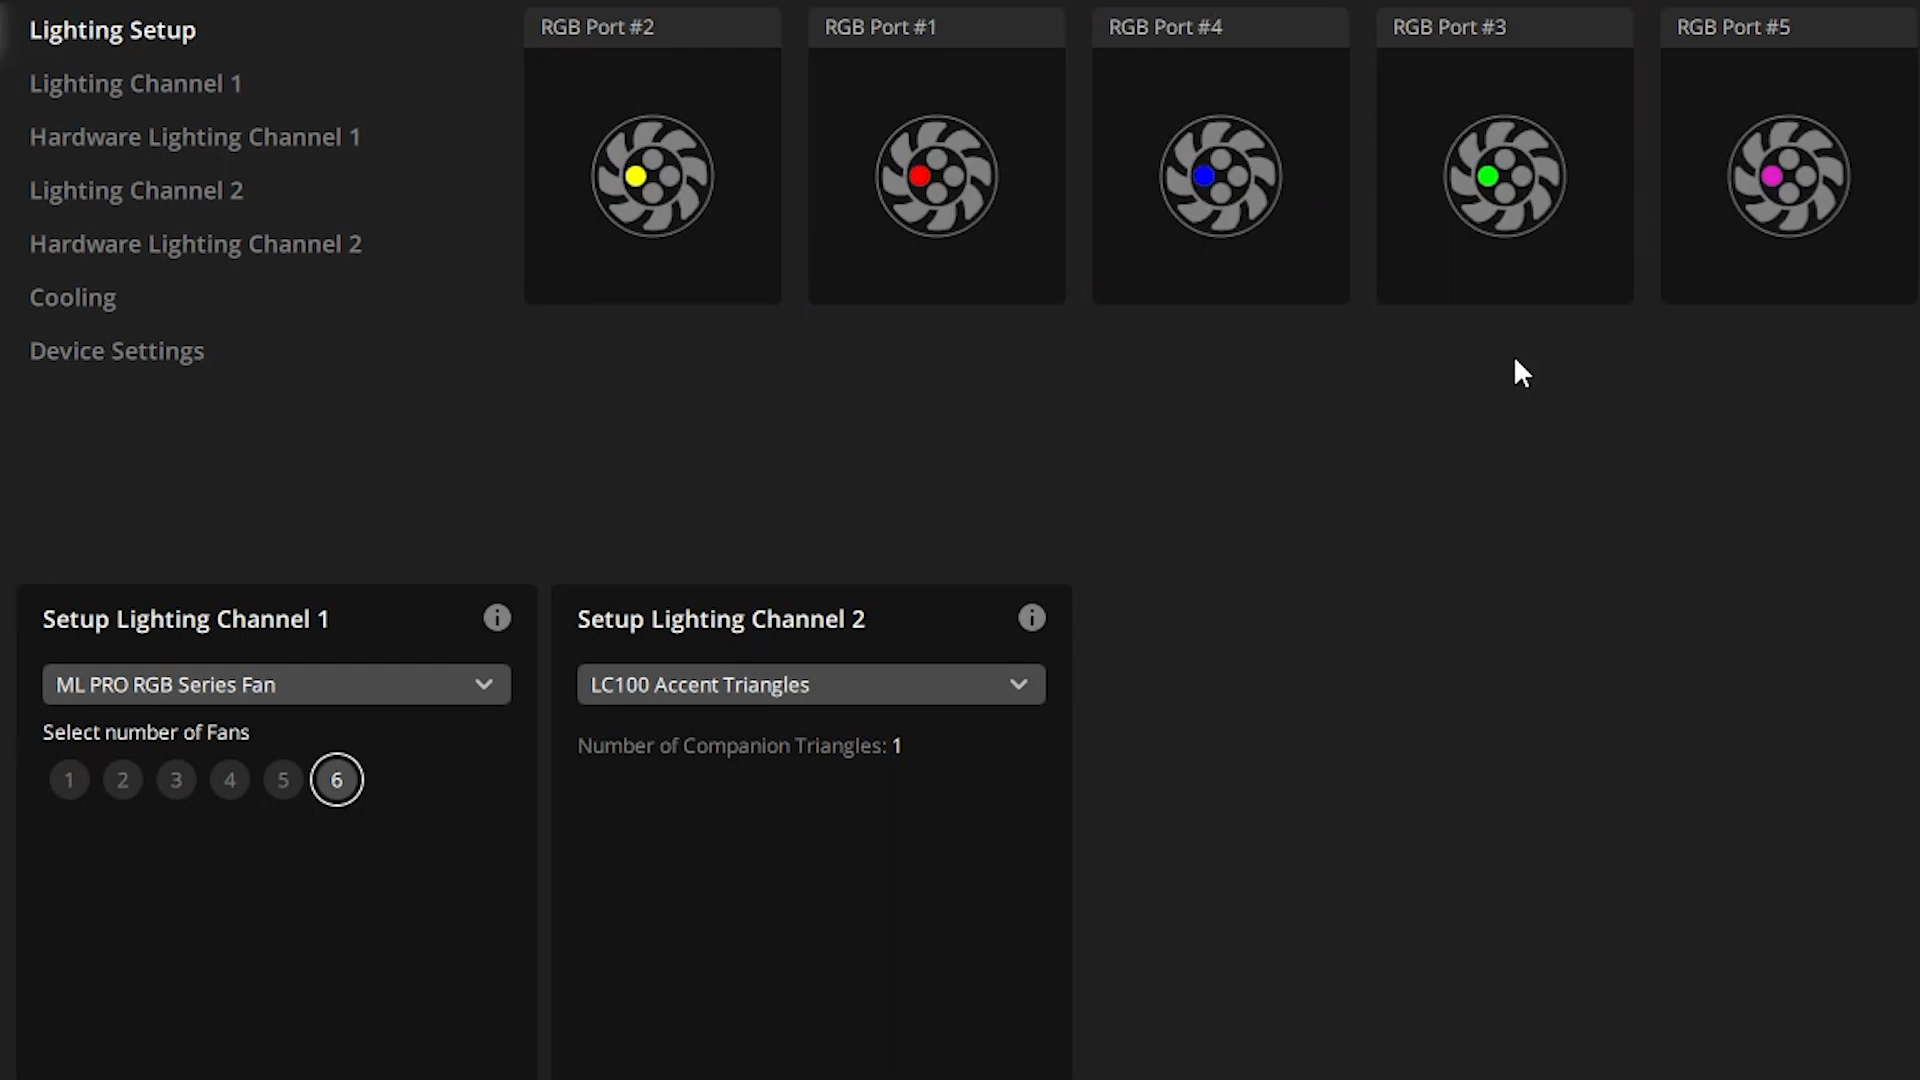 Lighting Setup
Lighting Channel 1
Hardware Lighting Channel 1
Lighting Channel 2
Hardware Lighting Channel 2
Cooling
Device Settings
RGB Port #2
RGB Port #1
RGB Port #4
RGB Port #3
RGB Port #5
Setup Lighting Channel 1
ML PRO RGB Series Fan
Select number of Fans
1 2 3 4 5 6
Setup Lighting Channel 2
LC100 Accent Triangles
Number of Companion Triangles: 1